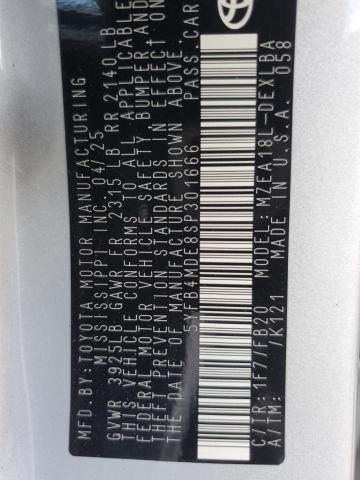 MFD.BY:TOYOTA MOTOR MANUFACTURING
MISSISSIPPI INC. 04/25
GVWR 3925LB GAWR FR 2315 LB RR 2140LB
THIS VEHICLE CONFORMS TO ALL APPLICABLE
FEDERAL MOTOR VEHICLE SAFETY, BUMPER AND
THEFT PREVENTION STANDARDS IN EFFECT ON
THE DATE OF MANUFACTURE SHOWN ABOVE.
5YFB4MDE8SP301666 PASS.CAR
C/TR:1F7/FB20 MODEL:MZEA18L-DEXLBA
A/TM: /K121 MADE IN U.S.A. 058
TOYOTA